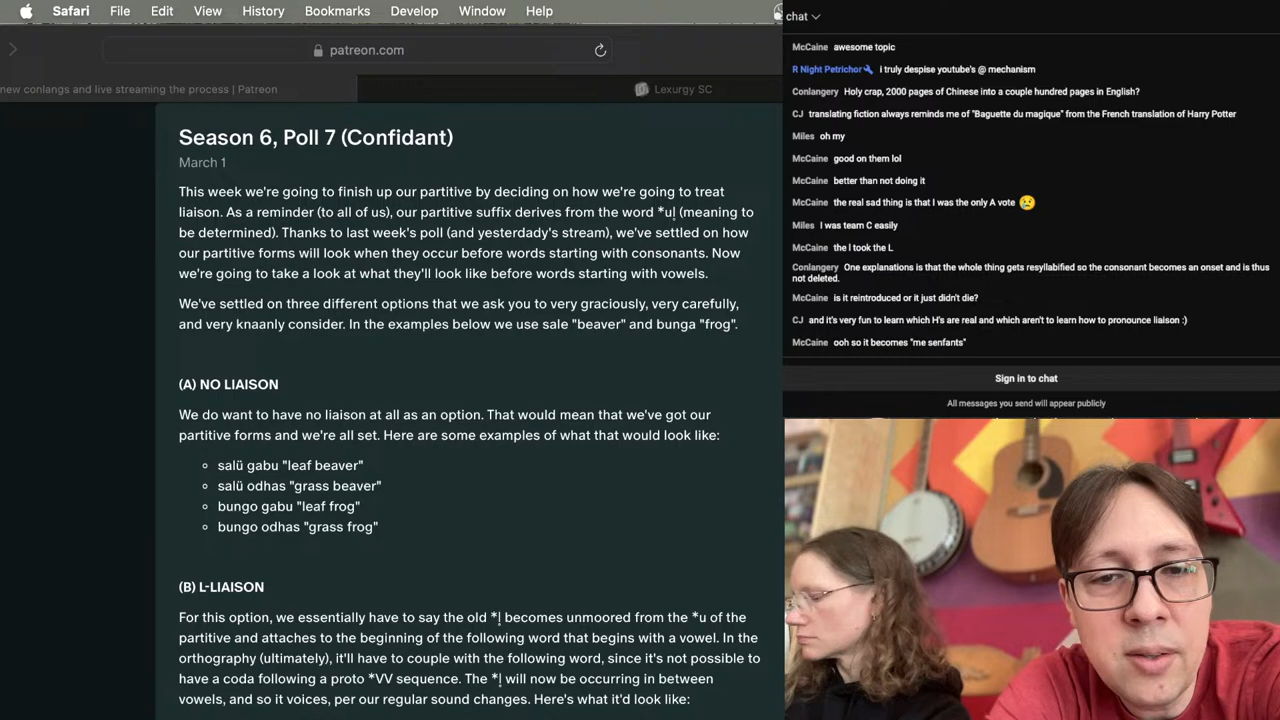 Safari File Edit View History Bookmarks Develop Window Help
patreon.com
new conlangs and live streaming the process | Patreon
Lexurgy SC
Season 6, Poll 7 (Confidant)
March 1
This week we're going to finish up our partitive by deciding on how we're going to treat
liaison. As a reminder (to all of us), our partitive suffix derives from the word *ul̥ (meaning to
be determined). Thanks to last week's poll (and yesterdady's stream), we've settled on how
our partitive forms will look when they occur before words starting with consonants. Now
we're going to take a look at what they'll look like before words starting with vowels.
We've settled on three different options that we ask you to very graciously, very carefully,
and very knaanly consider. In the examples below we use sale "beaver" and bunga "frog".
(A) NO LIAISON
We do want to have no liaison at all as an option. That would mean that we've got our
partitive forms and we're all set. Here are some examples of what that would look like:
salü gabu "leaf beaver"
salü odhas "grass beaver"
bungo gabu "leaf frog"
bungo odhas "grass frog"
(B) L-LIAISON
For this option, we essentially have to say the old *l̥ becomes unmoored from the *u of the
partitive and attaches to the beginning of the following word that begins with a vowel. In the
orthography (ultimately), it'll have to couple with the following word, since it's not possible to
have a coda following a proto *VV sequence. The *l̥ will now be occurring in between
vowels, and so it voices, per our regular sound changes. Here's what it'd look like:
chat
McCaine awesome topic
R Night Petrichor i truly despise youtube's @ mechanism
Conlangery Holy crap, 2000 pages of Chinese into a couple hundred pages in English?
CJ translating fiction always reminds me of "Baguette du magique" from the French translation of Harry Potter
Miles oh my
McCaine good on them lol
McCaine better than not doing it
McCaine the real sad thing is that I was the only A vote 😢
Miles I was team C easily
McCaine the l took the L
Conlangery One explanations is that the whole thing gets resyllabified so the consonant becomes an onset and is thus
not deleted.
McCaine is it reintroduced or it just didn't die?
CJ and it's very fun to learn which H's are real and which aren't to learn how to pronounce liaison :)
McCaine ooh so it becomes "me senfants"
Sign in to chat
All messages you send will appear publicly